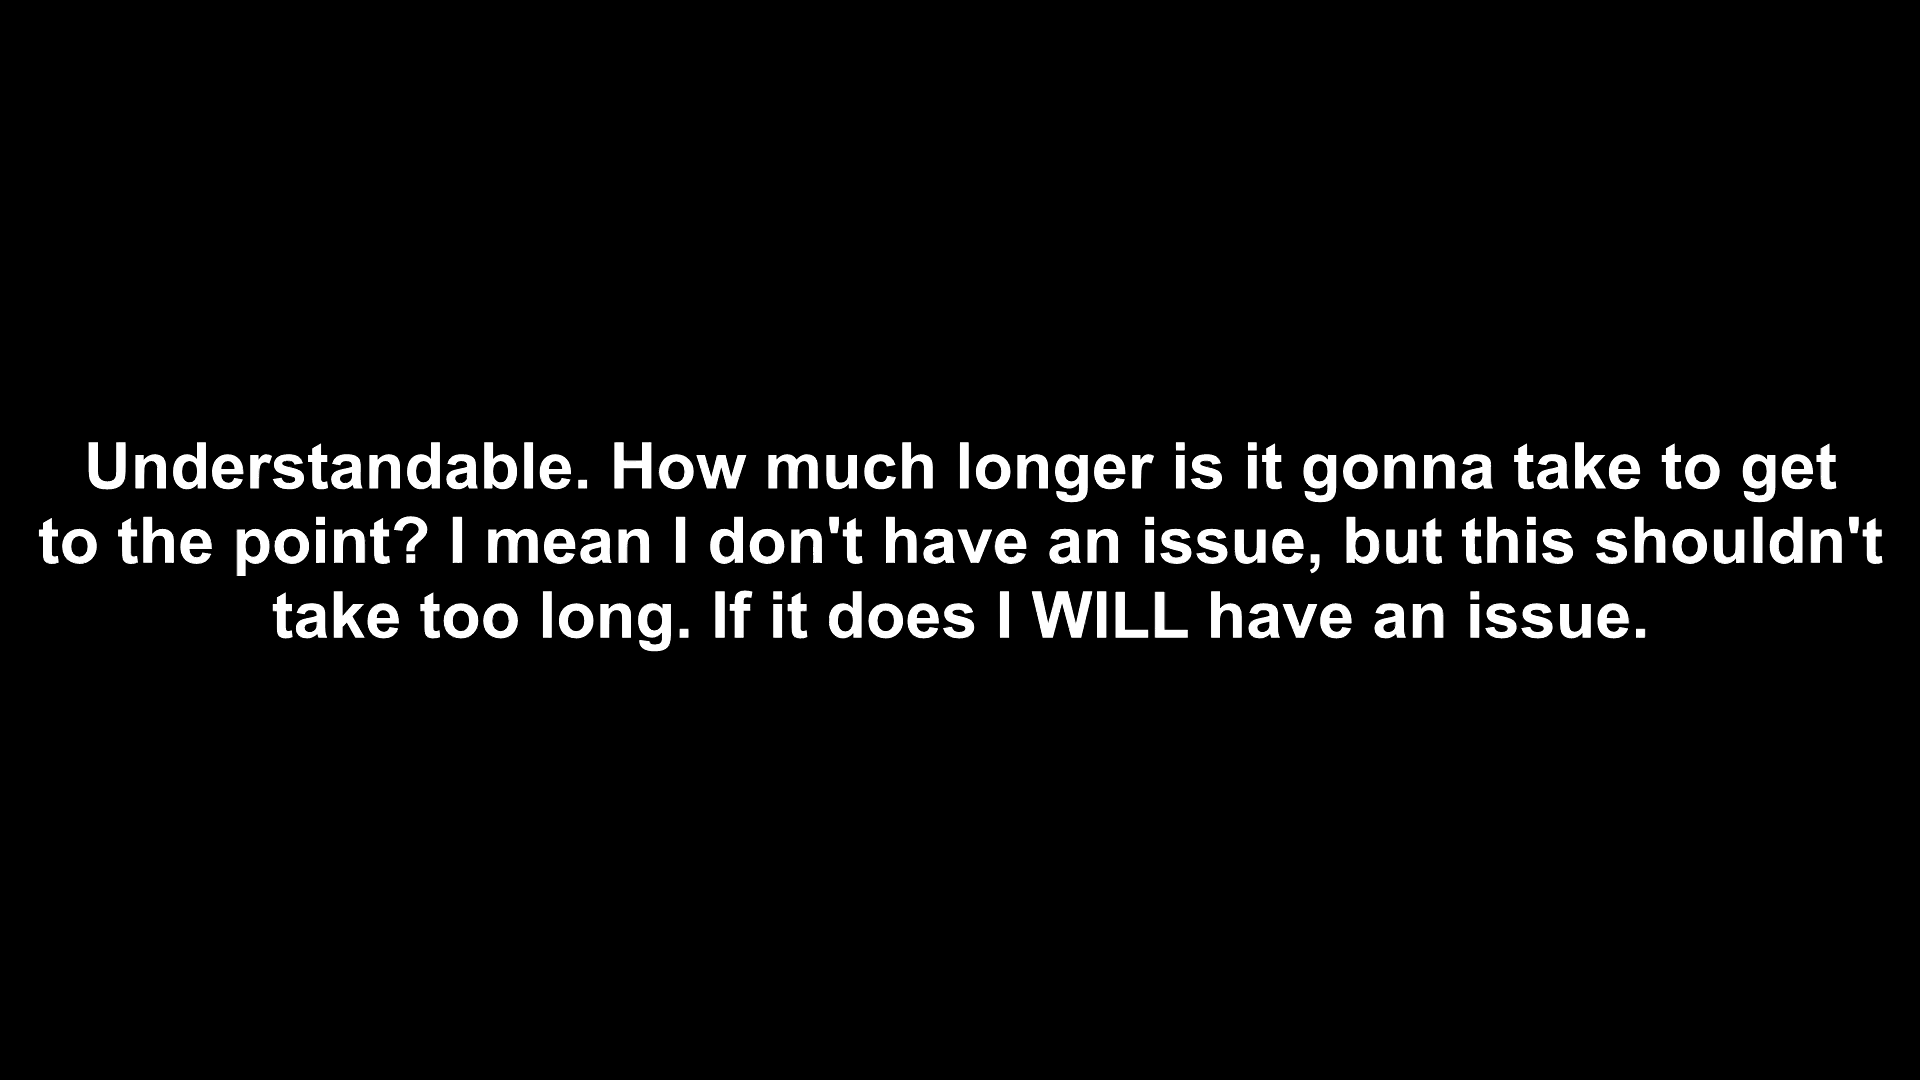 Understandable. How much longer is it gonna take to get
to the point? I mean I don't have an issue, but this shouldn't
take too long. If it does I WILL have an issue.